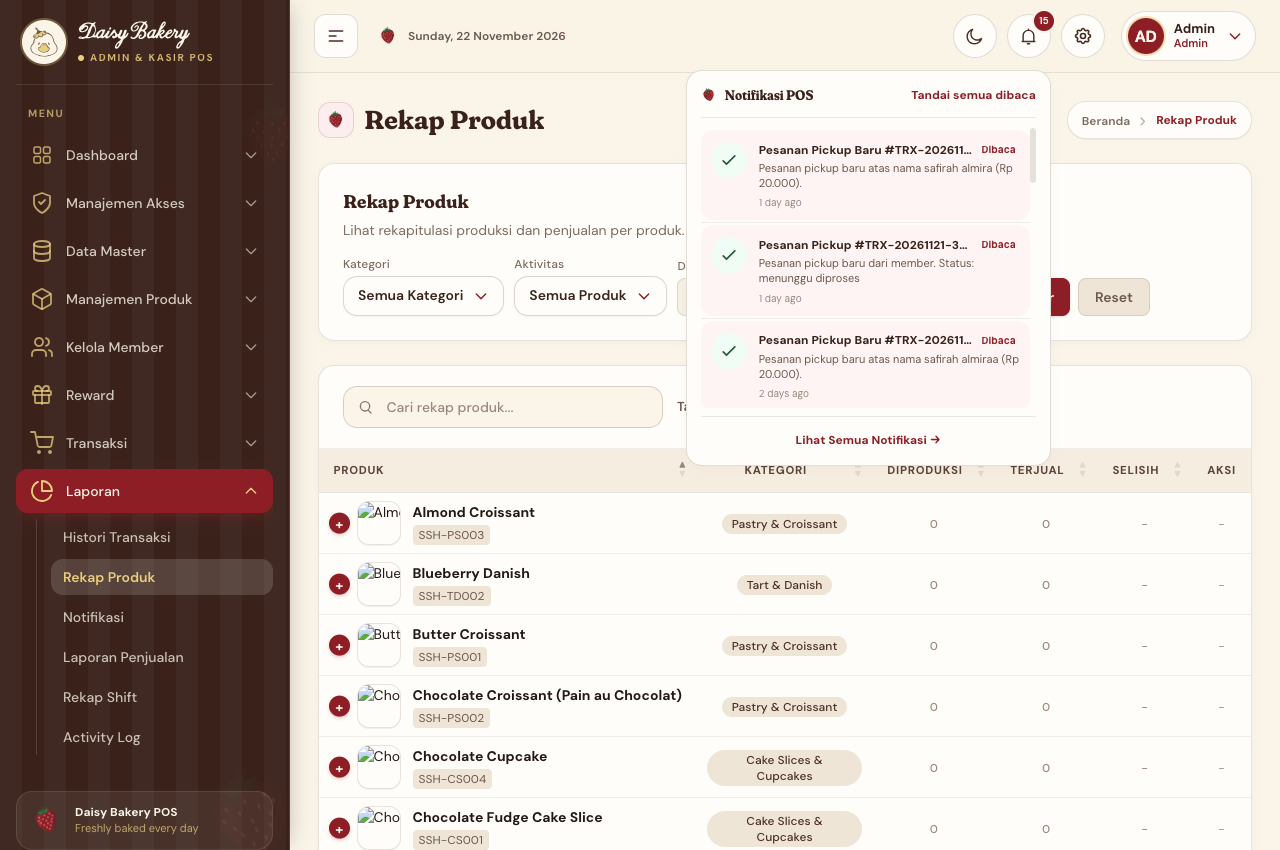 Daisy Bakery
ADMIN & KASIR POS
MENU
Dashboard
Manajemen Akses
Data Master
Manajemen Produk
Kelola Member
Reward
Transaksi
Laporan
Histori Transaksi
Rekap Produk
Notifikasi
Laporan Penjualan
Rekap Shift
Activity Log
Daisy Bakery POS
Freshly baked every day
Sunday, 22 November 2026
15
AD
Admin
Admin
Rekap Produk
Beranda
Rekap Produk
Notifikasi POS
Tandai semua dibaca
Pesanan Pickup Baru #TRX-202611...
Dibaca
Pesanan pickup baru atas nama safirah almira (Rp
20.000).
1 day ago
Pesanan Pickup #TRX-20261121-3...
Dibaca
Pesanan pickup baru dari member. Status:
menunggu diproses
1 day ago
Pesanan Pickup Baru #TRX-202611...
Dibaca
Pesanan pickup baru atas nama safirah almiraa (Rp
20.000).
2 days ago
Lihat Semua Notifikasi →
Rekap Produk
Lihat rekapitulasi produksi dan penjualan per produk.
Kategori
Aktivitas
Semua Kategori
Semua Produk
Reset
Cari rekap produk...
PRODUK
KATEGORI
DIPRODUKSI
TERJUAL
SELISIH
AKSI
+
Alm
Almond Croissant
SSH-PS003
Pastry & Croissant
0
0
-
-
+
Blue
Blueberry Danish
SSH-TD002
Tart & Danish
0
0
-
-
+
Butt
Butter Croissant
SSH-PS001
Pastry & Croissant
0
0
-
-
+
Cho
Chocolate Croissant (Pain au Chocolat)
SSH-PS002
Pastry & Croissant
0
0
-
-
+
Cho
Chocolate Cupcake
SSH-CS004
Cake Slices &
Cupcakes
0
0
-
-
+
Cho
Chocolate Fudge Cake Slice
SSH-CS001
Cake Slices &
Cupcakes
0
0
-
-